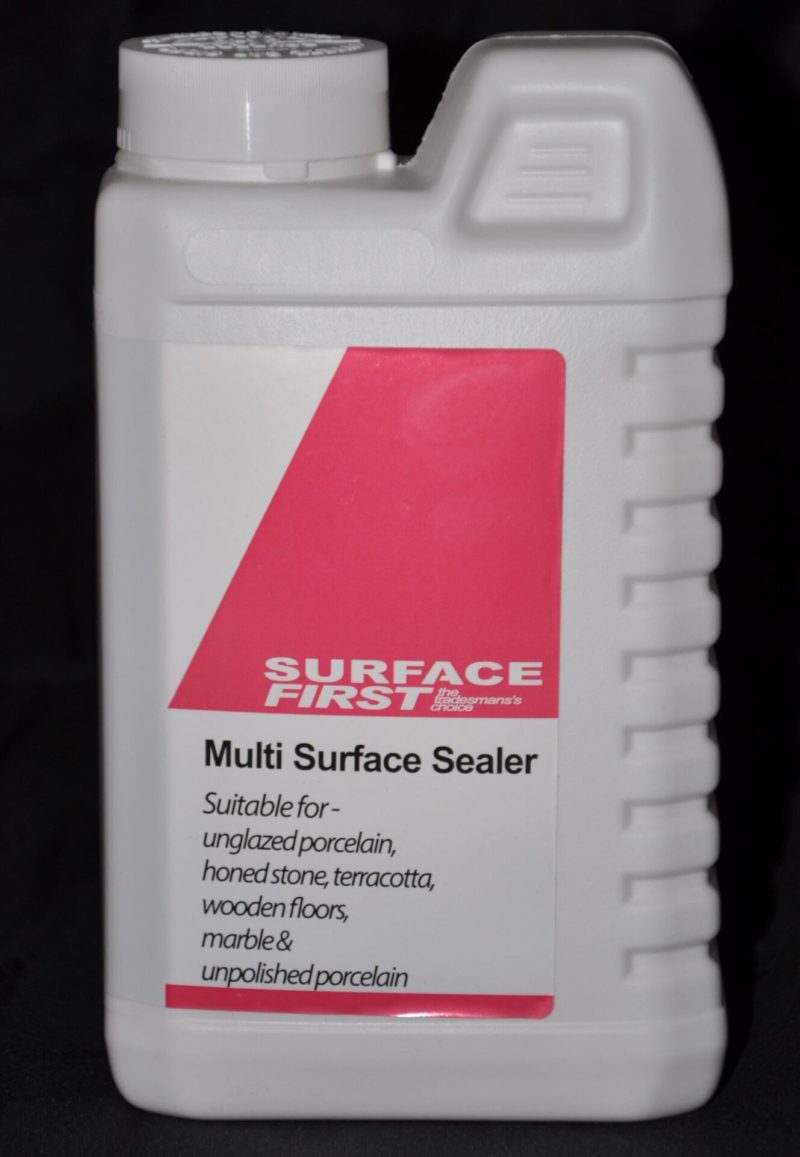 SURFACE
FIRST the tradesmans's choice
Multi Surface Sealer
Suitable for -
unglazed porcelain,
honed stone, terracotta,
wooden floors,
marble &
unpolished porcelain